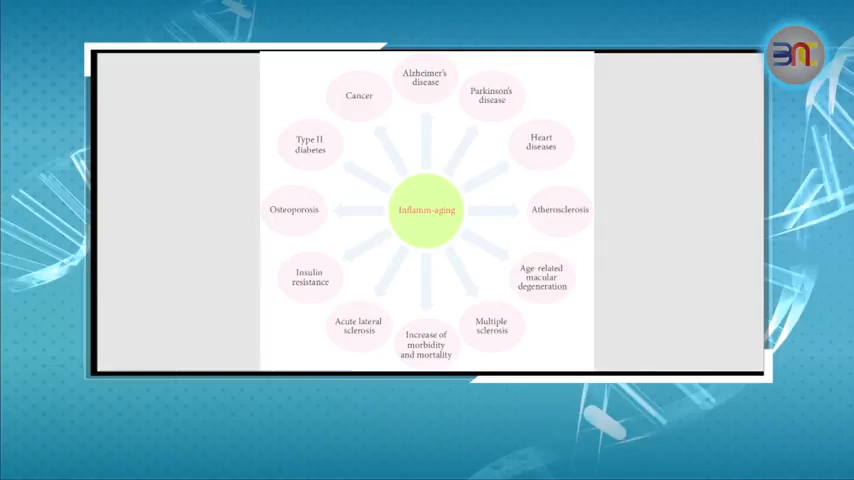 Alzheimer's
disease
Parkinson's
disease
Heart
diseases
Atherosclerosis
Age-related
macular
degeneration
Multiple
sclerosis
Increase of
morbidity
and mortality
Acute lateral
sclerosis
Insulin
resistance
Osteoporosis
Type II
diabetes
Cancer
Inflamm-aging